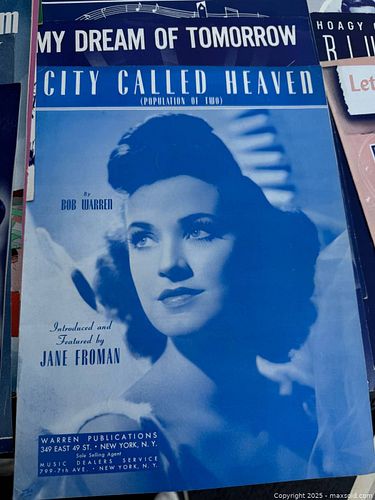 MY DREAM OF TOMORROW
HOAGY
CITY CALLED HEAVEN
(POPULATION OF TWO)
Let
By
BOB WARREN
Introduced and
Featured by
JANE FROMAN
WARREN PUBLICATIONS
349 EAST 49 ST. • NEW YORK, N.Y.
Sole Selling Agent
MUSIC DEALERS SERVICE
799-7th AVE. • NEW YORK, N.Y.
Copyright © 2025 - maxsold.com